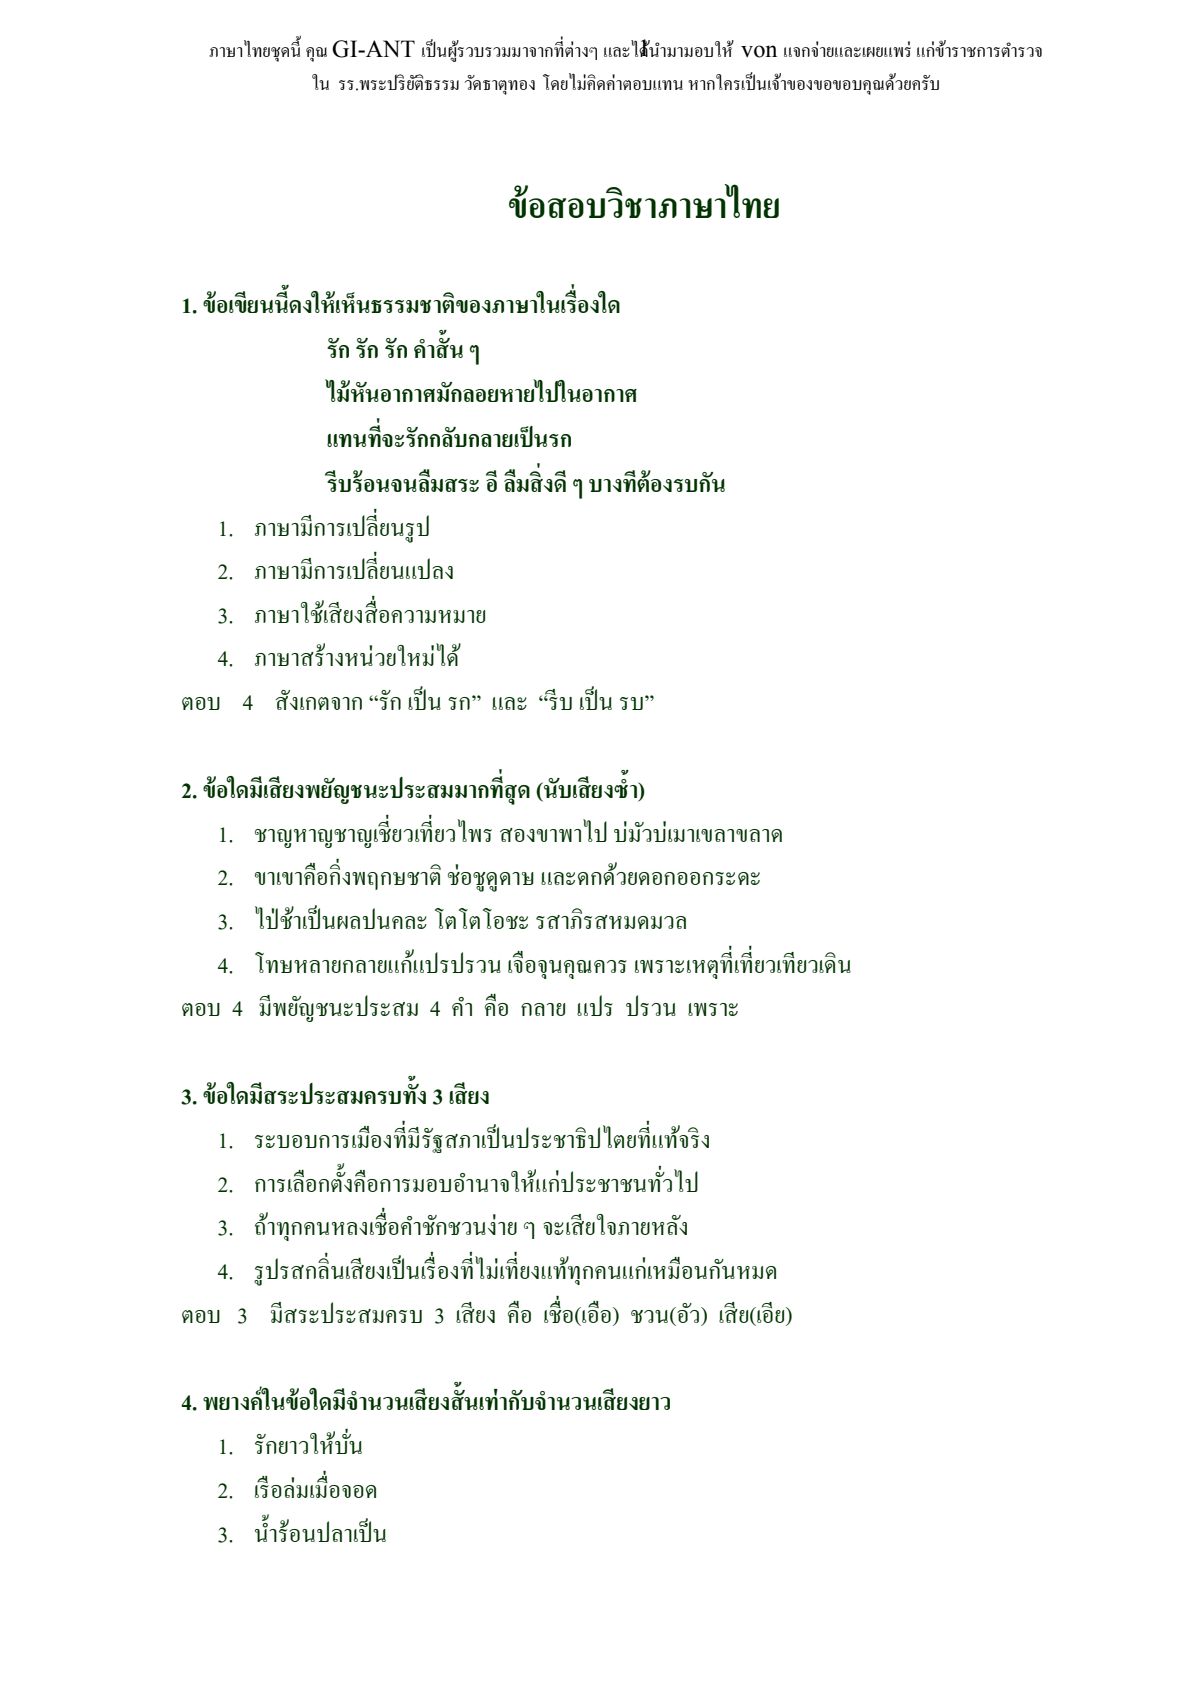 ภาษาไทยชุดนี้ คุณ GI-ANT เป็นผู้รวบรวมมาจากที่ต่างๆ และได้นำมามอบให้ von แจกจ่ายและเผยแพร่ แก่ข้าราชการตำรวจ
ใน รร.พระปริยัติธรรม วัดธาตุทอง โดยไม่คิดค่าตอบแทน หากใครเป็นเจ้าของขอขอบคุณด้วยครับ
ข้อสอบวิชาภาษาไทย
1. ข้อเขียนนี้ดงให้เห็นธรรมชาติของภาษาในเรื่องใด
รัก รัก รัก คำสั้น ๆ
ไม้หันอากาศมักลอยหายไปในอากาศ
แทนที่จะรักกลับกลายเป็นรก
รีบร้อนจนลืมสระ อี ลืมสิ่งดี ๆ บางทีต้องรบกัน
1. ภาษามีการเปลี่ยนรูป
2. ภาษามีการเปลี่ยนแปลง
3. ภาษาใช้เสียงสื่อความหมาย
4. ภาษาสร้างหน่วยใหม่ได้
ตอบ 4 สังเกตจาก “รัก เป็น รก” และ “รีบ เป็น รบ”
2. ข้อใดมีเสียงพยัญชนะประสมมากที่สุด (นับเสียงซ้ำ)
1. ชาญหาญชาญเชี่ยวเที่ยวไพร สองขาพาไป บ่มัวบ่เมาเขลาขลาด
2. ขาเขาคือกิ่งพฤกษชาติ ช่อชูดูดาษ และดกด้วยดอกออกระดะ
3. ไป่ช้าเป็นผลปนคละ โตโตโอชะ รสาภิรสหมดมวล
4. โทษหลายกลายแก้แปรปรวน เจือจุนคุณควร เพราะเหตุที่เที่ยวเทียวเดิน
ตอบ 4 มีพยัญชนะประสม 4 คำ คือ กลาย แปร ปรวน เพราะ
3. ข้อใดมีสระประสมครบทั้ง 3 เสียง
1. ระบอบการเมืองที่มีรัฐสภาเป็นประชาธิปไตยที่แท้จริง
2. การเลือกตั้งคือการมอบอำนาจให้แก่ประชาชนทั่วไป
3. ถ้าทุกคนหลงเชื่อคำชักชวนง่าย ๆ จะเสียใจภายหลัง
4. รูปรสกลิ่นเสียงเป็นเรื่องที่ไม่เที่ยงแท้ทุกคนแก่เหมือนกันหมด
ตอบ 3 มีสระประสมครบ 3 เสียง คือ เชื่อ(เอือ) ชวน(อัว) เสีย(เอีย)
4. พยางค์ในข้อใดมีจำนวนเสียงสั้นเท่ากับจำนวนเสียงยาว
1. รักยาวให้บั่น
2. เรือล่มเมื่อจอด
3. น้ำร้อนปลาเป็น